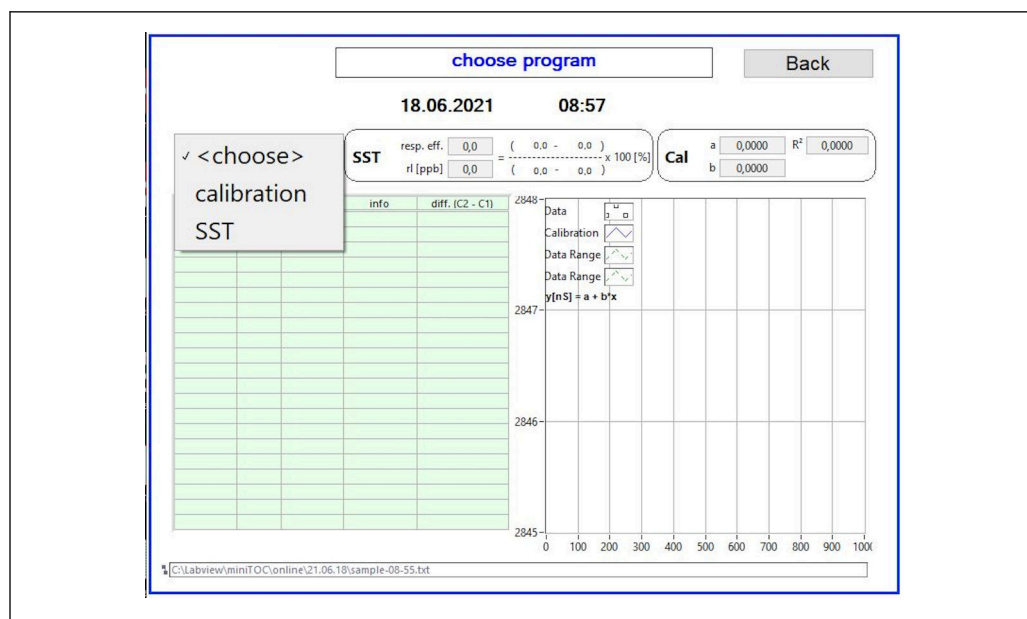 choose program
Back
18.06.2021 08:57
✓ <choose>
calibration
SST
SST
resp. eff. 0,0
rl [ppb] 0,0
= ( 0,0 - 0,0 ) / ( 0,0 - 0,0 ) x 100 [%]
Cal
a 0,0000 R² 0,0000
b 0,0000
info diff. (C2 - C1)
2848
Data
Calibration
Data Range
Data Range
y[nS] = a + b*x
2847
2846
2845
0 100 200 300 400 500 600 700 800 900 1000
C:\Labview\miniTOC\online\21.06.18\sample-08-55.txt